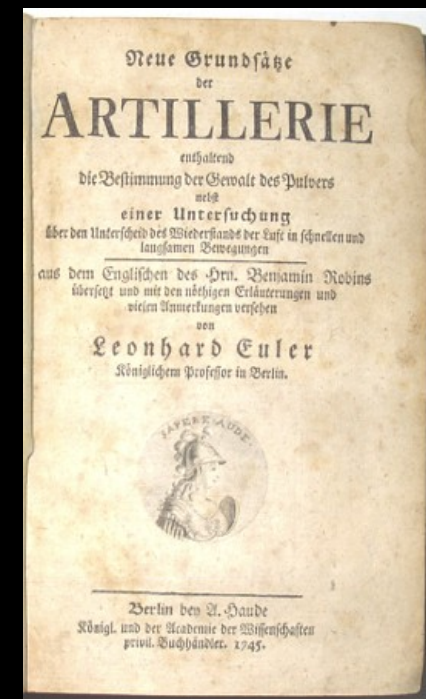 Neue Grundsätze
der
ARTILLERIE
enthaltend
die Bestimmung der Gewalt des Pulvers
nebst
einer Untersuchung
über den Unterscheid des Wiederstands der Luft in schnellen und
langsamen Bewegungen
aus dem Englischen des Hrn. Benjamin Robins
übersetzt und mit den nöthigen Erläuterungen und
vielen Anmerkungen versehen
von
Leonhard Euler
Königlichem Professor in Berlin.
SAPERE AUDE.
Berlin bey A. Haude
Königl. und der Academie der Wissenschaften
privil. Buchhändler. 1745.